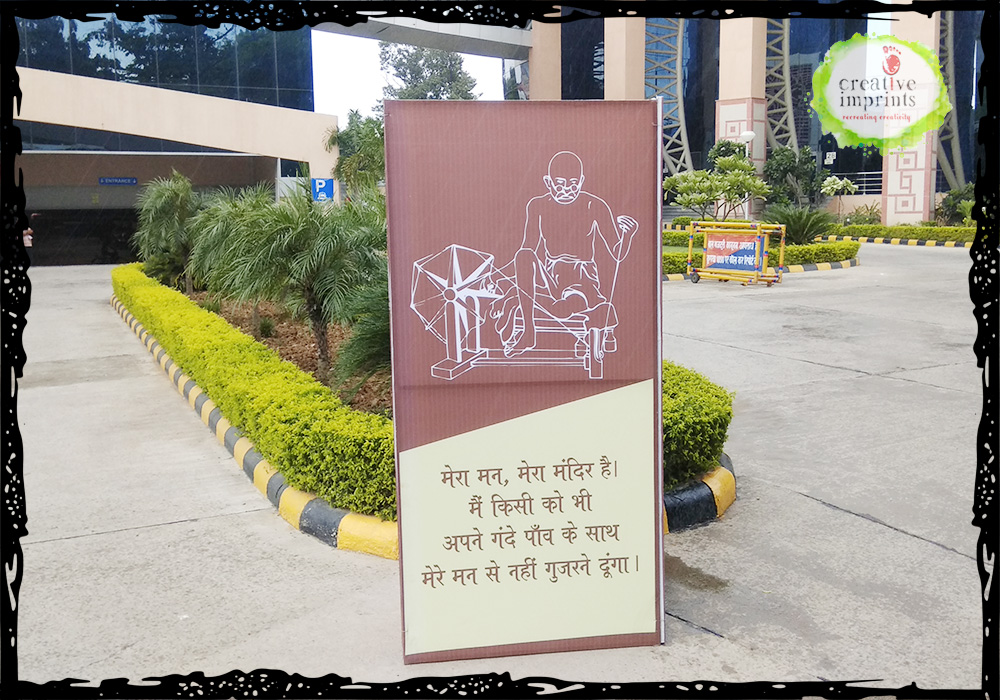 creative
imprints
recreating creativity
ENTRANCE
P
मेरा मन, मेरा मंदिर है।
मैं किसी को भी
अपने गंदे पाँव के साथ
मेरे मन से नहीं गुजरने दूंगा।